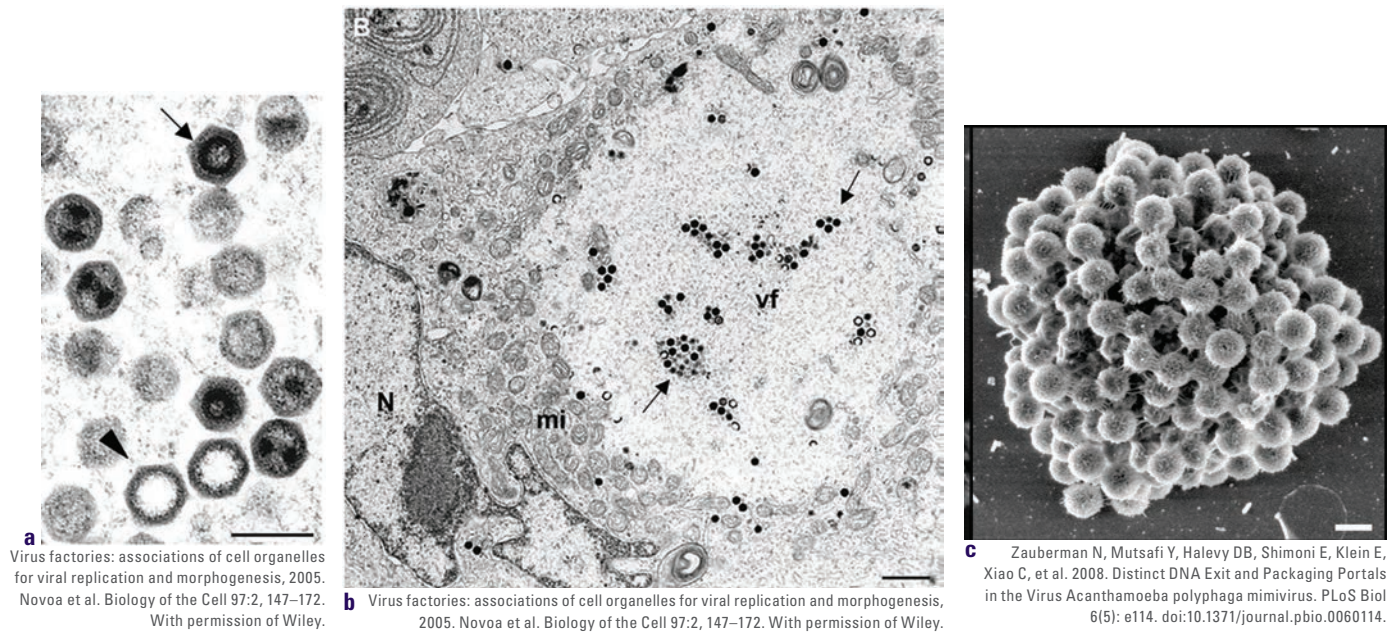 B
vf
N
mi
a
Virus factories: associations of cell organelles
for viral replication and morphogenesis, 2005.
Novoa et al. Biology of the Cell 97:2, 147–172.
With permission of Wiley.
b Virus factories: associations of cell organelles for viral replication and morphogenesis,
2005. Novoa et al. Biology of the Cell 97:2, 147–172. With permission of Wiley.
c Zauberman N, Mutsafi Y, Halevy DB, Shimoni E, Klein E,
Xiao C, et al. 2008. Distinct DNA Exit and Packaging Portals
in the Virus Acanthamoeba polyphaga mimivirus. PLoS Biol
6(5): e114. doi:10.1371/journal.pbio.0060114.